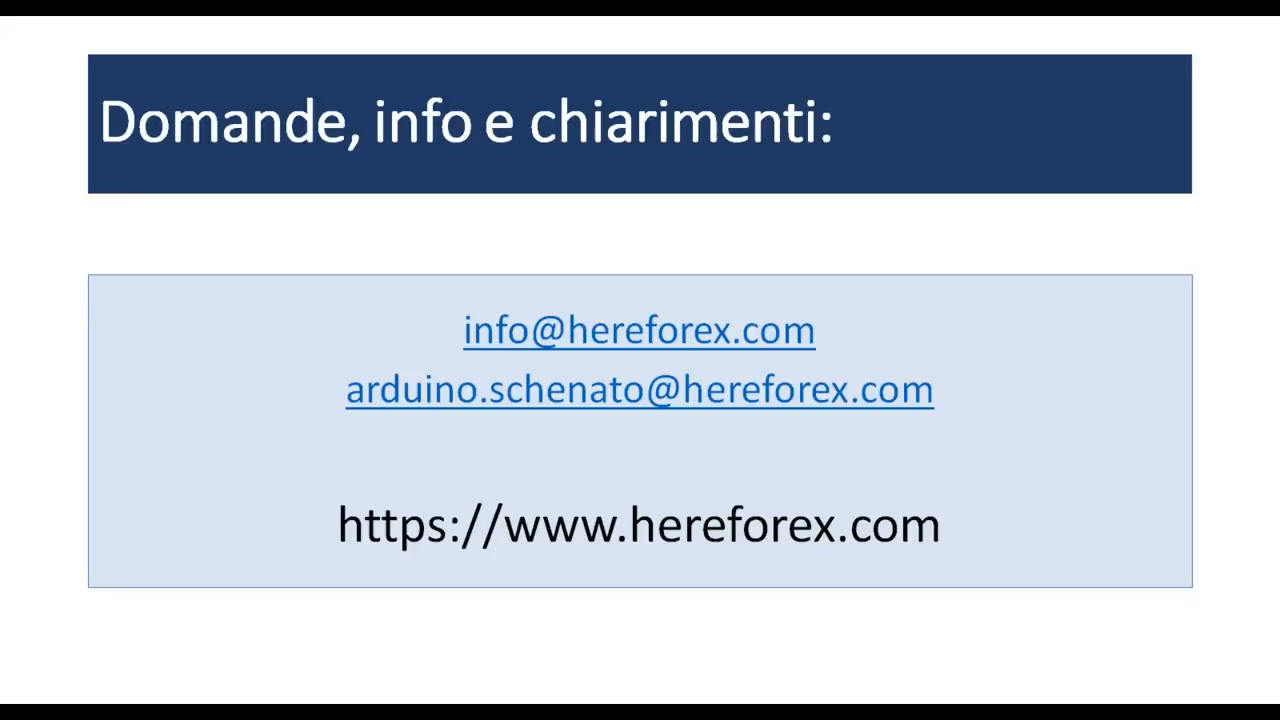 Domande, info e chiarimenti:
info@hereforex.com
arduino.schenato@hereforex.com
https://www.hereforex.com